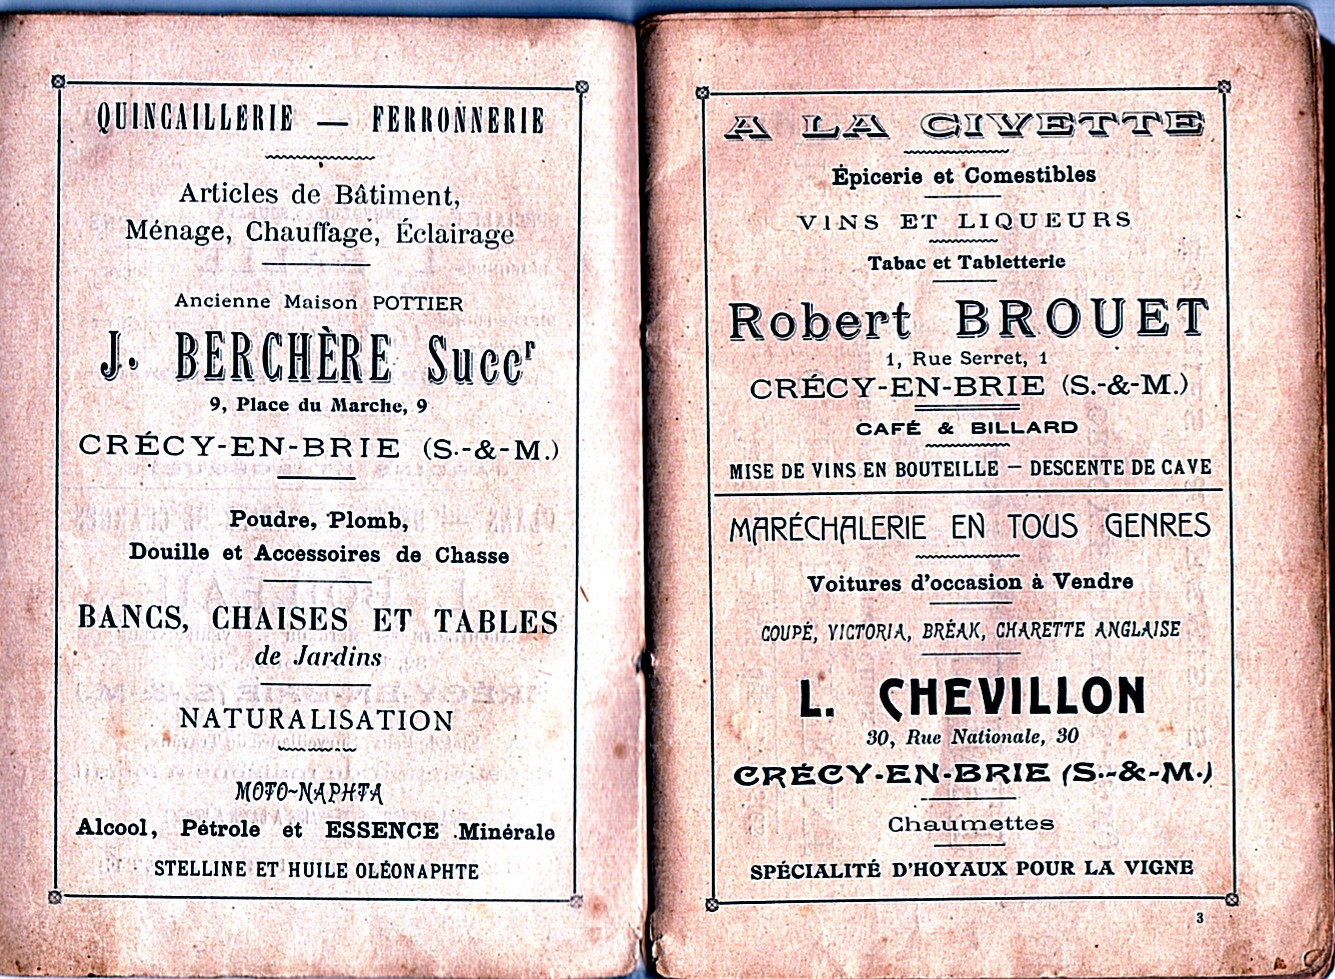 QUINCAILLERIE — FERRONNERIE
Articles de Bâtiment,
Ménage, Chauffage, Éclairage
Ancienne Maison POTTIER
J. BERCHÈRE Succr
9, Place du Marche, 9
CRÉCY-EN-BRIE (S.-&-M.)
Poudre, Plomb,
Douille et Accessoires de Chasse
BANCS, CHAISES ET TABLES
de Jardins
NATURALISATION
MOTO-NAPHTA
Alcool, Pétrole et ESSENCE Minérale
STELLINE ET HUILE OLÉONAPHTE
A LA CIVETTE
Épicerie et Comestibles
VINS ET LIQUEURS
Tabac et Tabletterie
Robert BROUET
1, Rue Serret, 1
CRÉCY-EN-BRIE (S.-&-M.)
CAFÉ & BILLARD
MISE DE VINS EN BOUTEILLE — DESCENTE DE CAVE
MARÉCHALERIE EN TOUS GENRES
Voitures d'occasion à Vendre
COUPÉ, VICTORIA, BRÉAK, CHARETTE ANGLAISE
L. CHEVILLON
30, Rue Nationale, 30
CRÉCY-EN-BRIE (S.-&-M.)
Chaumettes
SPÉCIALITÉ D'HOYAUX POUR LA VIGNE
3